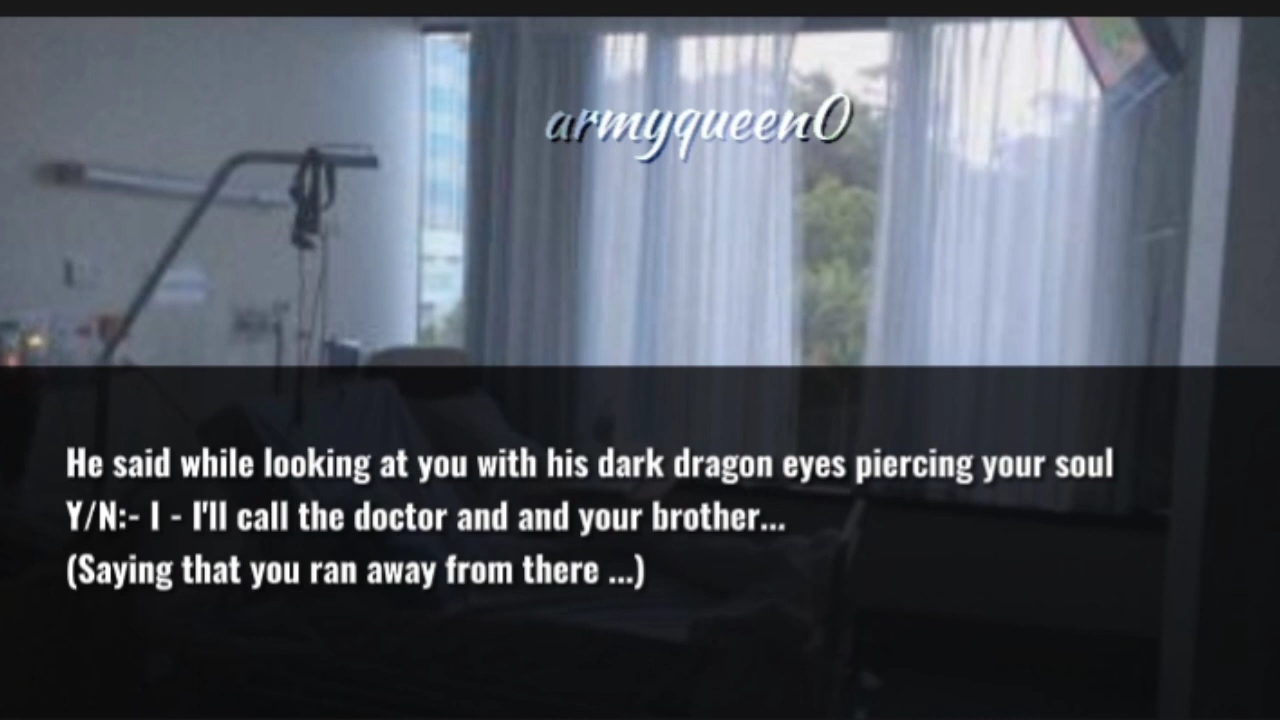 armyqueen0
He said while looking at you with his dark dragon eyes piercing your soul
Y/N:- I - I'll call the doctor and and your brother...
(Saying that you ran away from there ...)